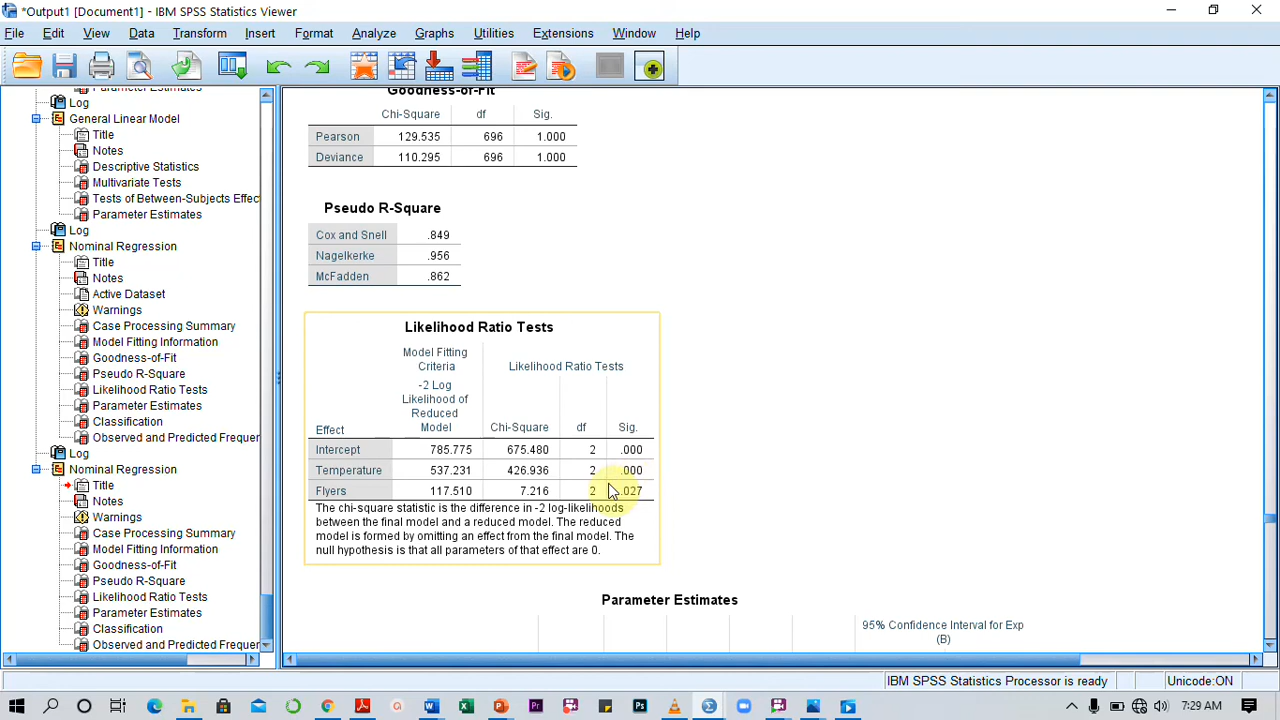 *Output1 [Document1] - IBM SPSS Statistics Viewer
File Edit View Data Transform Insert Format Analyze Graphs Utilities Extensions Window Help
Parameter Estimates
Log
General Linear Model
Title
Notes
Descriptive Statistics
Multivariate Tests
Tests of Between-Subjects Effec
Parameter Estimates
Log
Nominal Regression
Title
Notes
Active Dataset
Warnings
Case Processing Summary
Model Fitting Information
Goodness-of-Fit
Pseudo R-Square
Likelihood Ratio Tests
Parameter Estimates
Classification
Observed and Predicted Frequen
Log
Nominal Regression
Title
Notes
Warnings
Case Processing Summary
Model Fitting Information
Goodness-of-Fit
Pseudo R-Square
Likelihood Ratio Tests
Parameter Estimates
Classification
Observed and Predicted Frequen
Goodness-of-Fit
Chi-Square df Sig.
Pearson 129.535 696 1.000
Deviance 110.295 696 1.000
Pseudo R-Square
Cox and Snell .849
Nagelkerke .956
McFadden .862
Likelihood Ratio Tests
Model Fitting
Criteria
Likelihood Ratio Tests
-2 Log
Likelihood of
Reduced
Model
Effect Chi-Square df Sig.
Intercept 785.775 675.480 2 .000
Temperature 537.231 426.936 2 .000
Flyers 117.510 7.216 2 .027
The chi-square statistic is the difference in -2 log-likelihoods
between the final model and a reduced model. The reduced
model is formed by omitting an effect from the final model. The
null hypothesis is that all parameters of that effect are 0.
Parameter Estimates
95% Confidence Interval for Exp
(B)
IBM SPSS Statistics Processor is ready Unicode:ON
7:29 AM